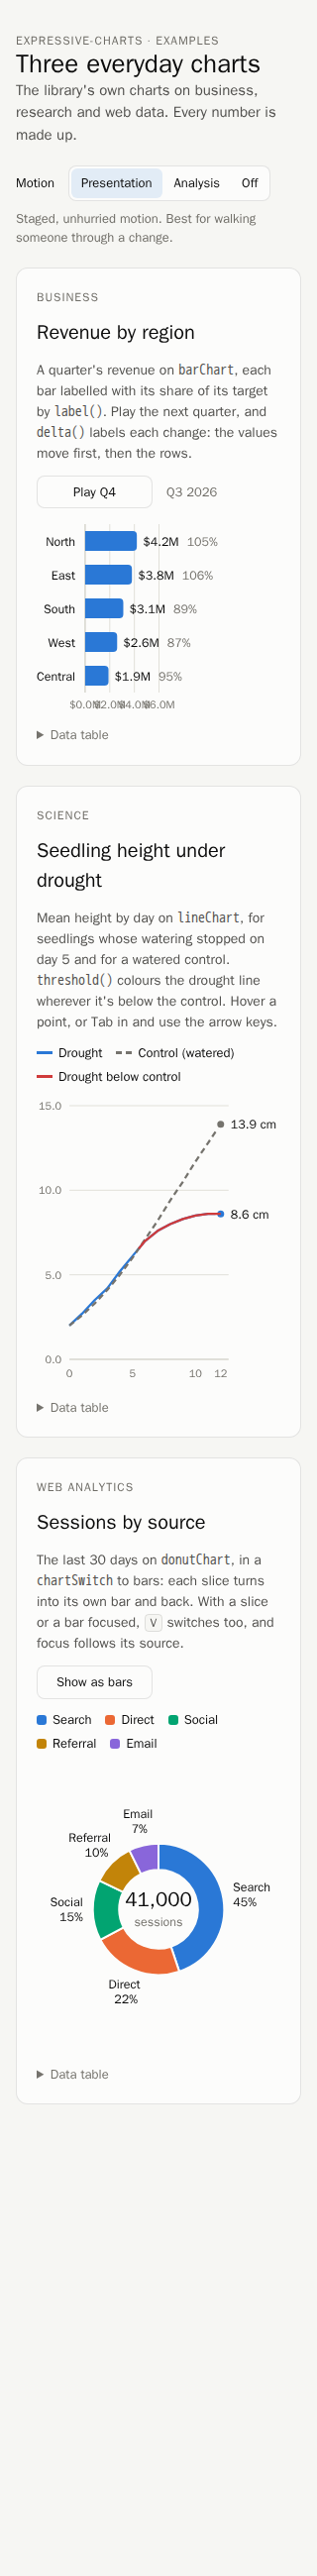 EXPRESSIVE-CHARTS · EXAMPLES
Three everyday charts
The library's own charts on business,
research and web data. Every number is
made up.
Motion Presentation Analysis Off
Staged, unhurried motion. Best for walking
someone through a change.
BUSINESS
Revenue by region
A quarter's revenue on barChart, each
bar labelled with its share of its target
by label(). Play the next quarter, and
delta() labels each change: the values
move first, then the rows.
Play Q4 Q3 2026
North $4.2M 105%
East $3.8M 106%
South $3.1M 89%
West $2.6M 87%
Central $1.9M 95%
$0.0M $2.0M $4.0M $6.0M
Data table
SCIENCE
Seedling height under
drought
Mean height by day on lineChart, for
seedlings whose watering stopped on
day 5 and for a watered control.
threshold() colours the drought line
wherever it's below the control. Hover a
point, or Tab in and use the arrow keys.
Drought Control (watered)
Drought below control
15.0
13.9 cm
10.0
8.6 cm
5.0
0.0
0 5 10 12
Data table
WEB ANALYTICS
Sessions by source
The last 30 days on donutChart, in a
chartSwitch to bars: each slice turns
into its own bar and back. With a slice
or a bar focused, V switches too, and
focus follows its source.
Show as bars
Search Direct Social
Referral Email
Email
7%
Referral
10%
Search
45%
Social
15%
41,000
sessions
Direct
22%
Data table